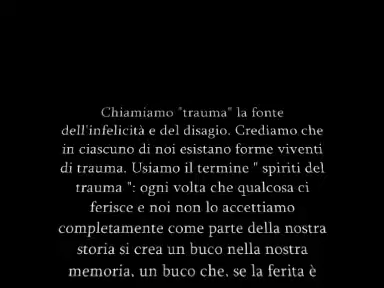 Chiamiamo "trauma" la fonte
dell'infelicità e del disagio. Crediamo che
in ciascuno di noi esistano forme viventi
di trauma. Usiamo il termine " spiriti del
trauma ": ogni volta che qualcosa ci
ferisce e noi non lo accettiamo
completamente come parte della nostra
storia si crea un buco nella nostra
memoria, un buco che, se la ferita è